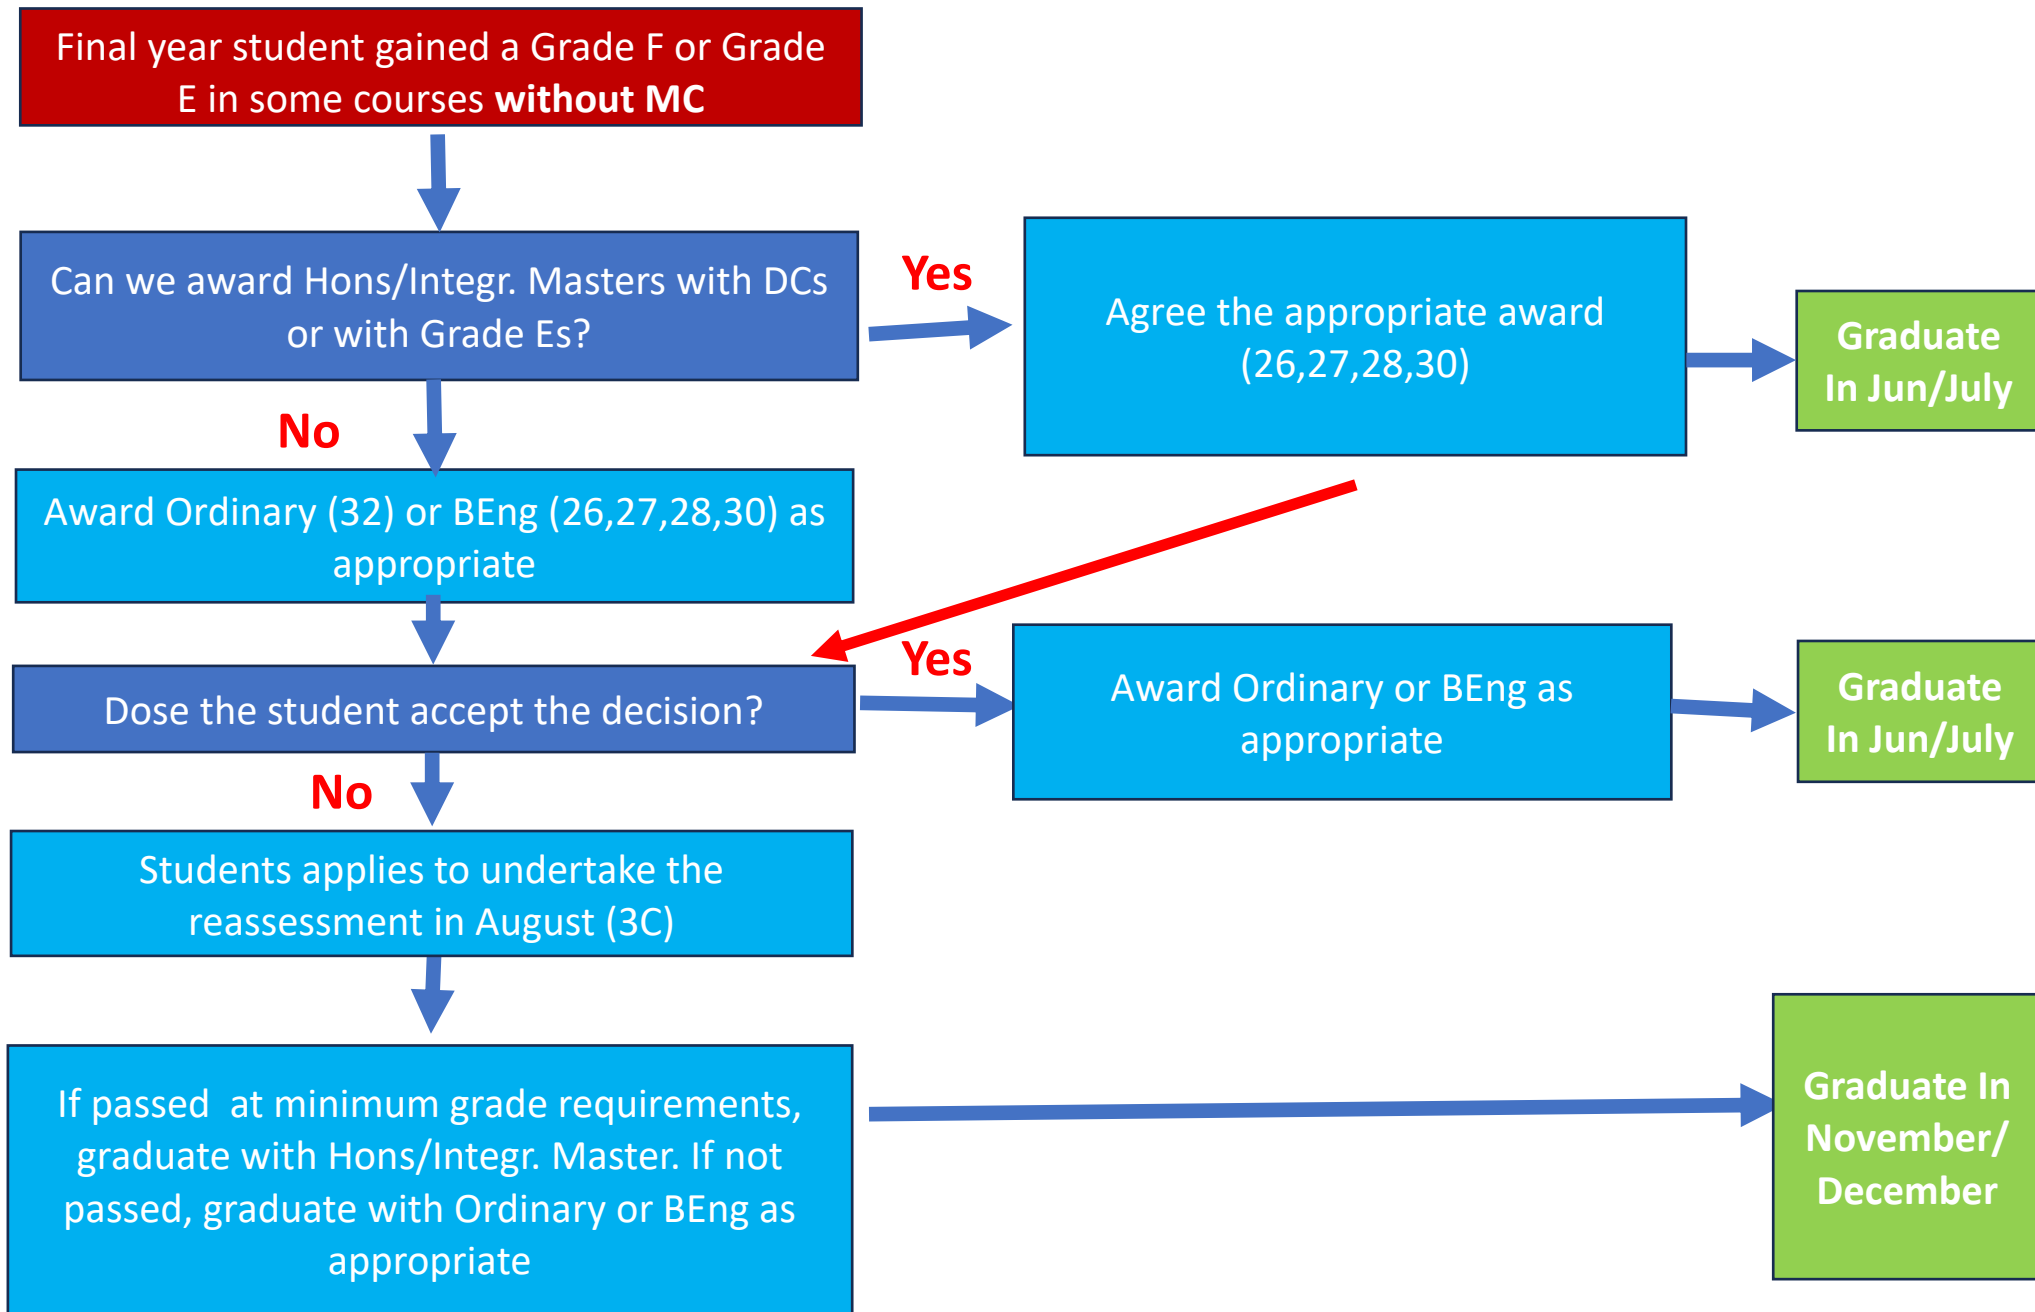 Final year student gained a Grade F or Grade
E in some courses without MC
Can we award Hons/Integr. Masters with DCs
or with Grade Es?
Yes
Agree the appropriate award
(26,27,28,30)
Graduate
In Jun/July
No
Award Ordinary (32) or BEng (26,27,28,30) as
appropriate
Dose the student accept the decision?
Yes
Award Ordinary or BEng as
appropriate
Graduate
In Jun/July
No
Students applies to undertake the
reassessment in August (3C)
If passed  at minimum grade requirements,
graduate with Hons/Integr. Master. If not
passed, graduate with Ordinary or BEng as
appropriate
Graduate In
November/
December